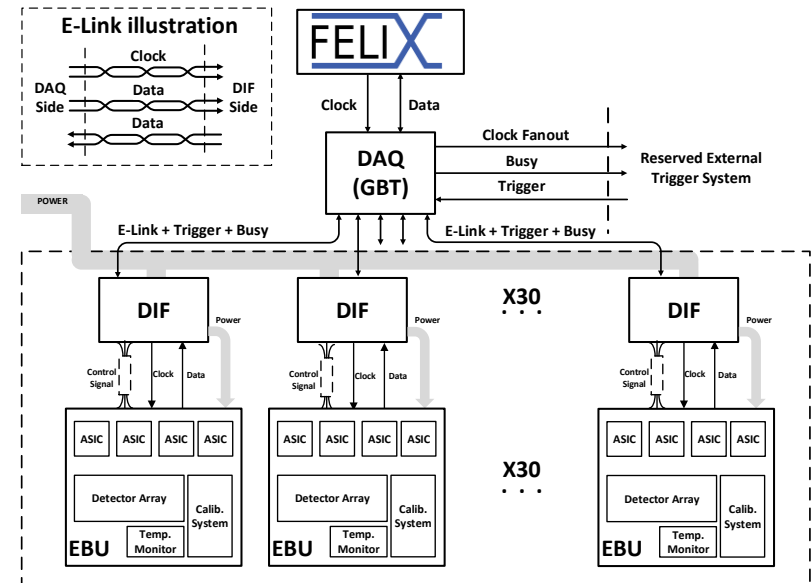 E-Link illustration
Clock
DAQ
Side
Data
DIF
Side
Data
FELIX
Clock
Data
DAQ
(GBT)
Clock Fanout
Busy
Trigger
Reserved External
Trigger System
POWER
E-Link + Trigger + Busy
E-Link + Trigger + Busy
DIF
DIF
X30
. . .
DIF
Power
Power
Power
Control
Signal
Clock
Data
Control
Signal
Clock
Data
Control
Signal
Clock
Data
ASIC
ASIC
ASIC
ASIC
ASIC
ASIC
ASIC
ASIC
ASIC
ASIC
ASIC
ASIC
X30
. . .
Detector Array
Calib.
System
Temp.
Monitor
EBU
Detector Array
Calib.
System
Temp.
Monitor
EBU
Detector Array
Calib.
System
Temp.
Monitor
EBU